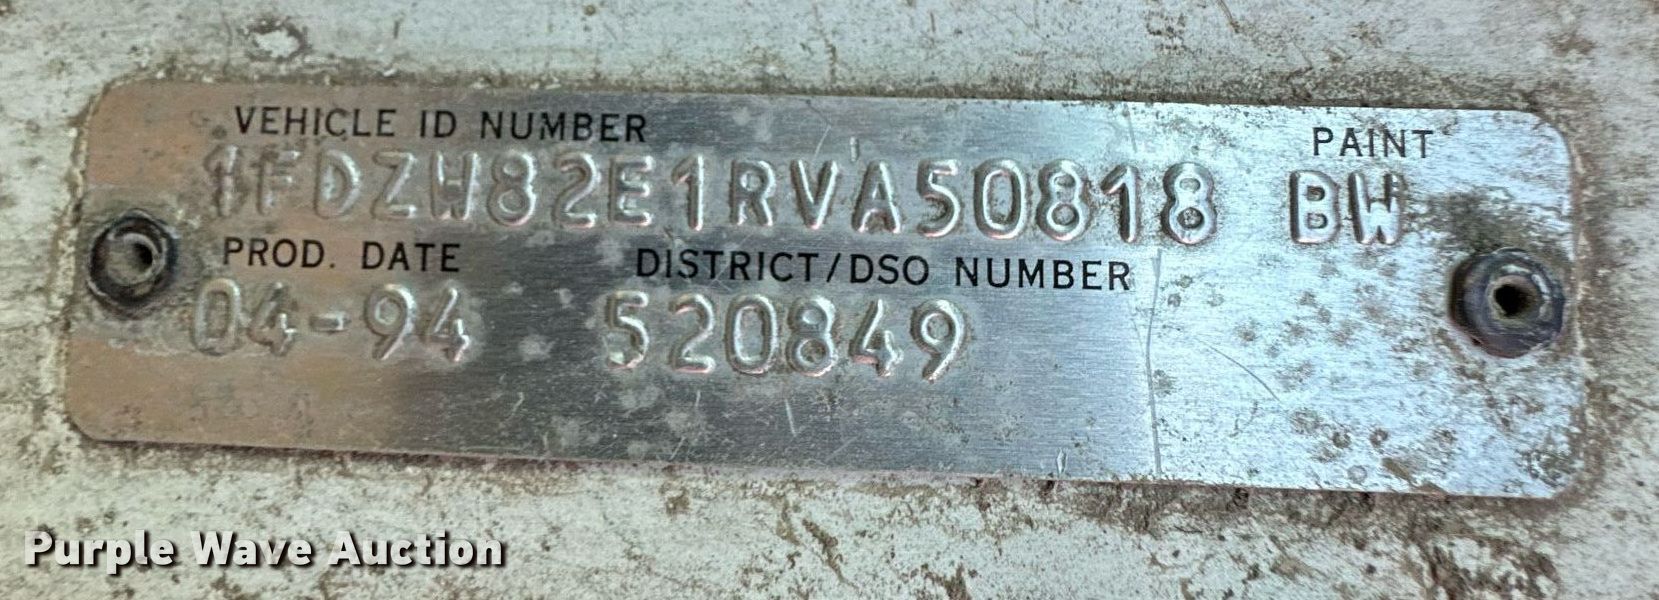 VEHICLE ID NUMBER PAINT
1FDZW82E1RVA50818 BW
PROD. DATE DISTRICT/DSO NUMBER
04-94 520849
Purple Wave Auction